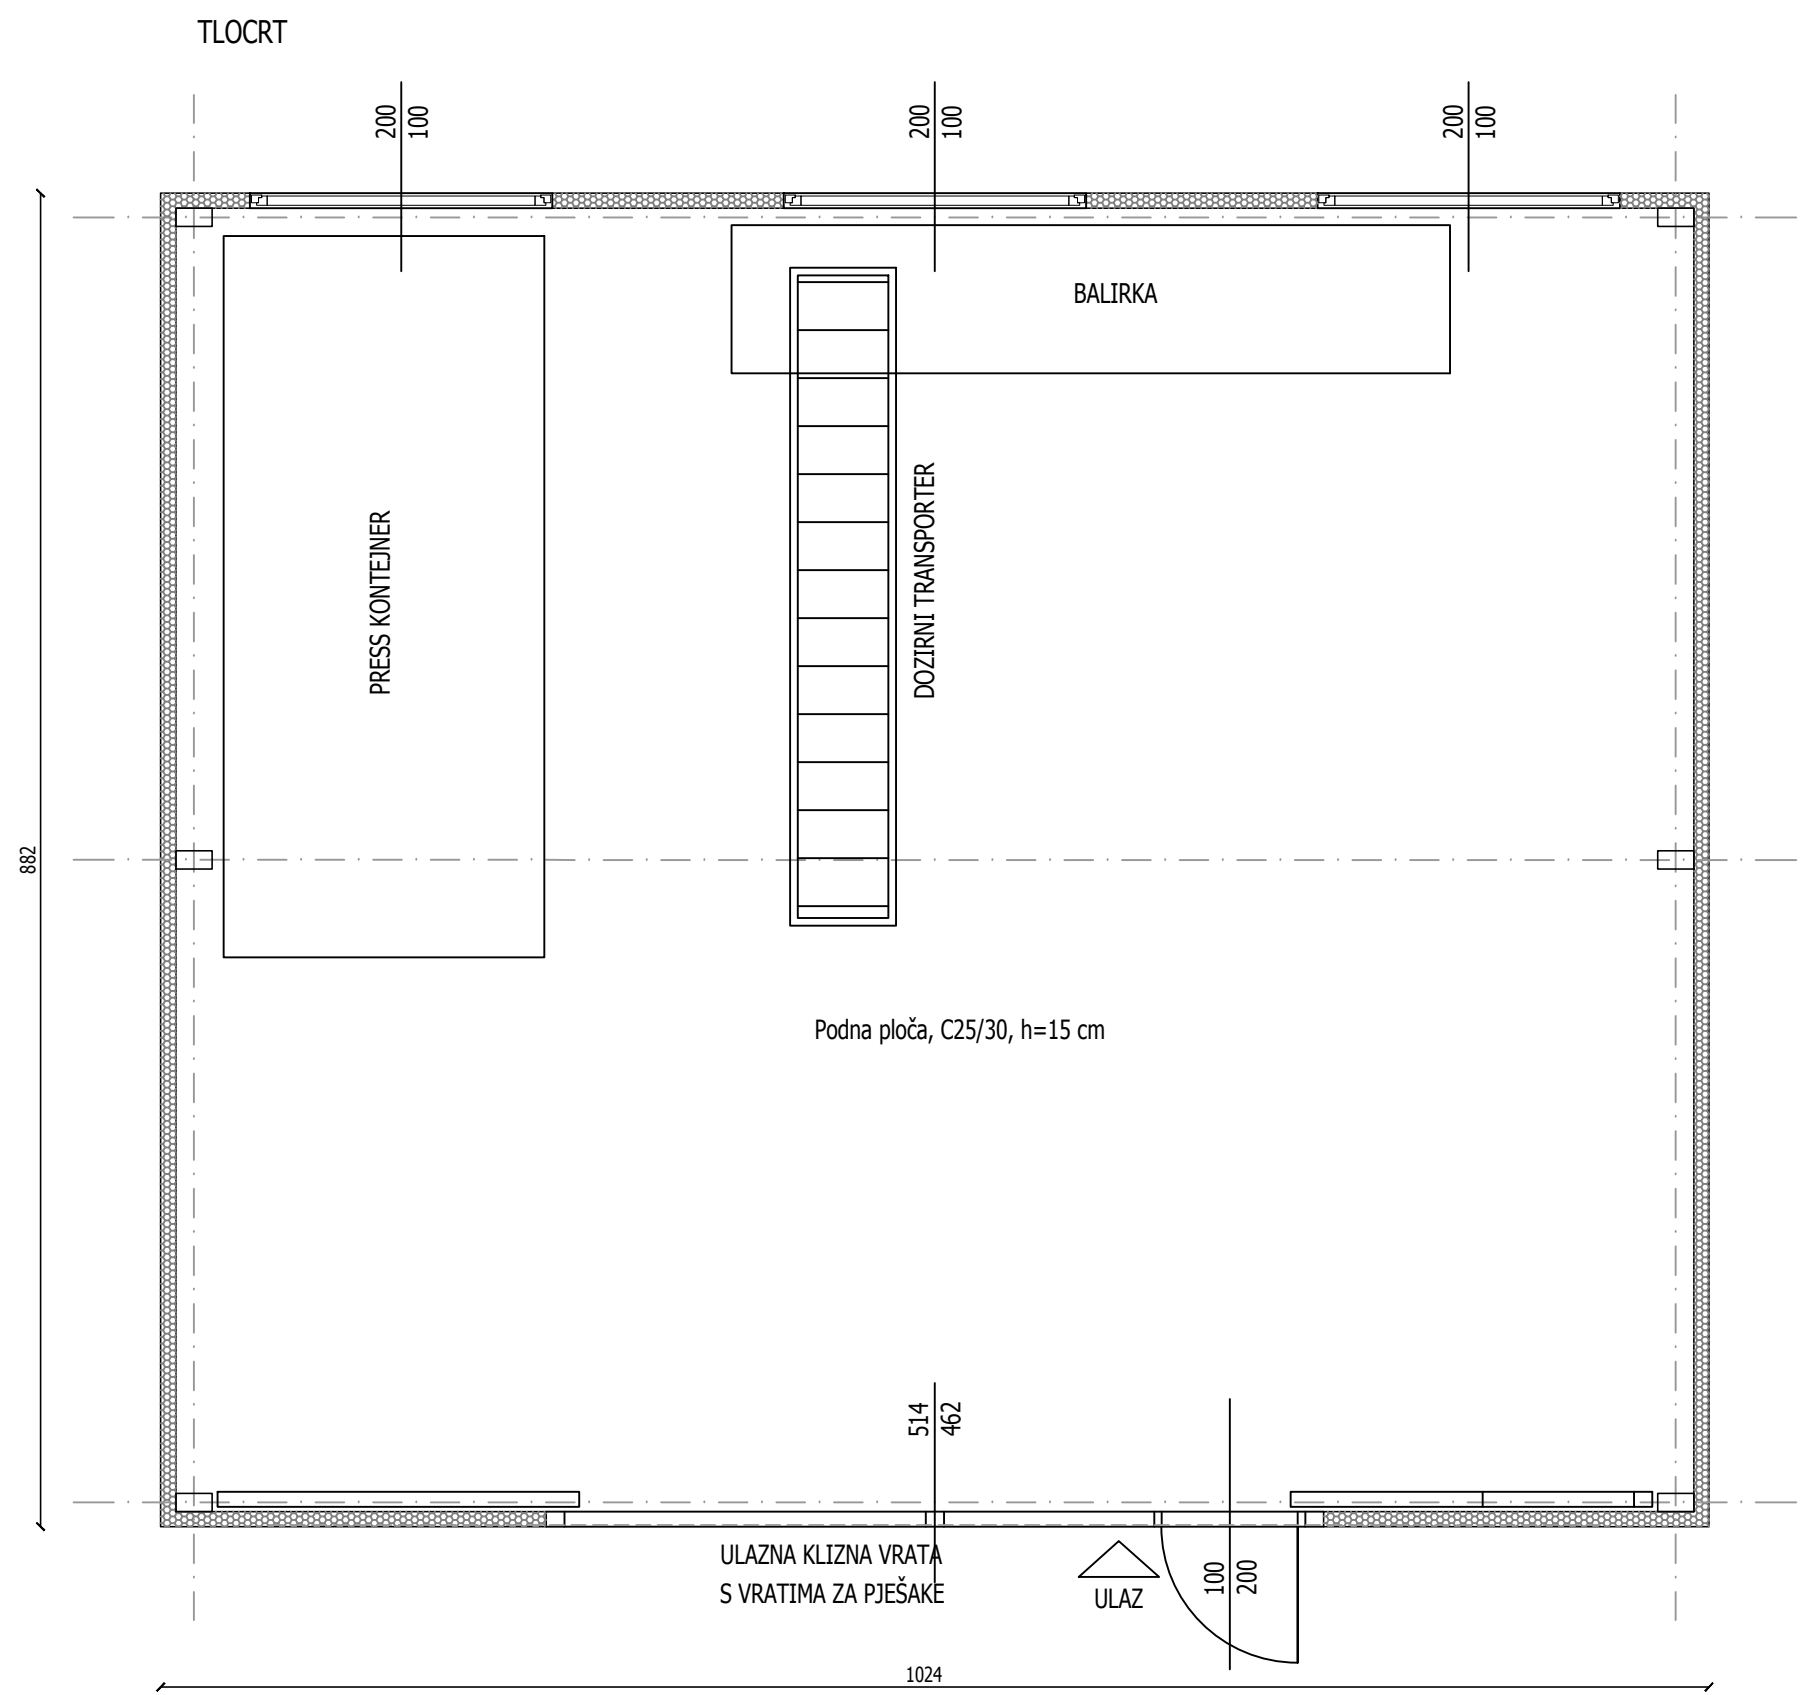 TLOCRT
200
100
200
100
200
100
BALIRKA
PRESS KONTEJNER
DOZIRNI TRANSPORTER
882
Podna ploča, C25/30, h=15 cm
514
462
ULAZNA KLIZNA VRATA
S VRATIMA ZA PJEŠAKE
ULAZ
100
200
1024